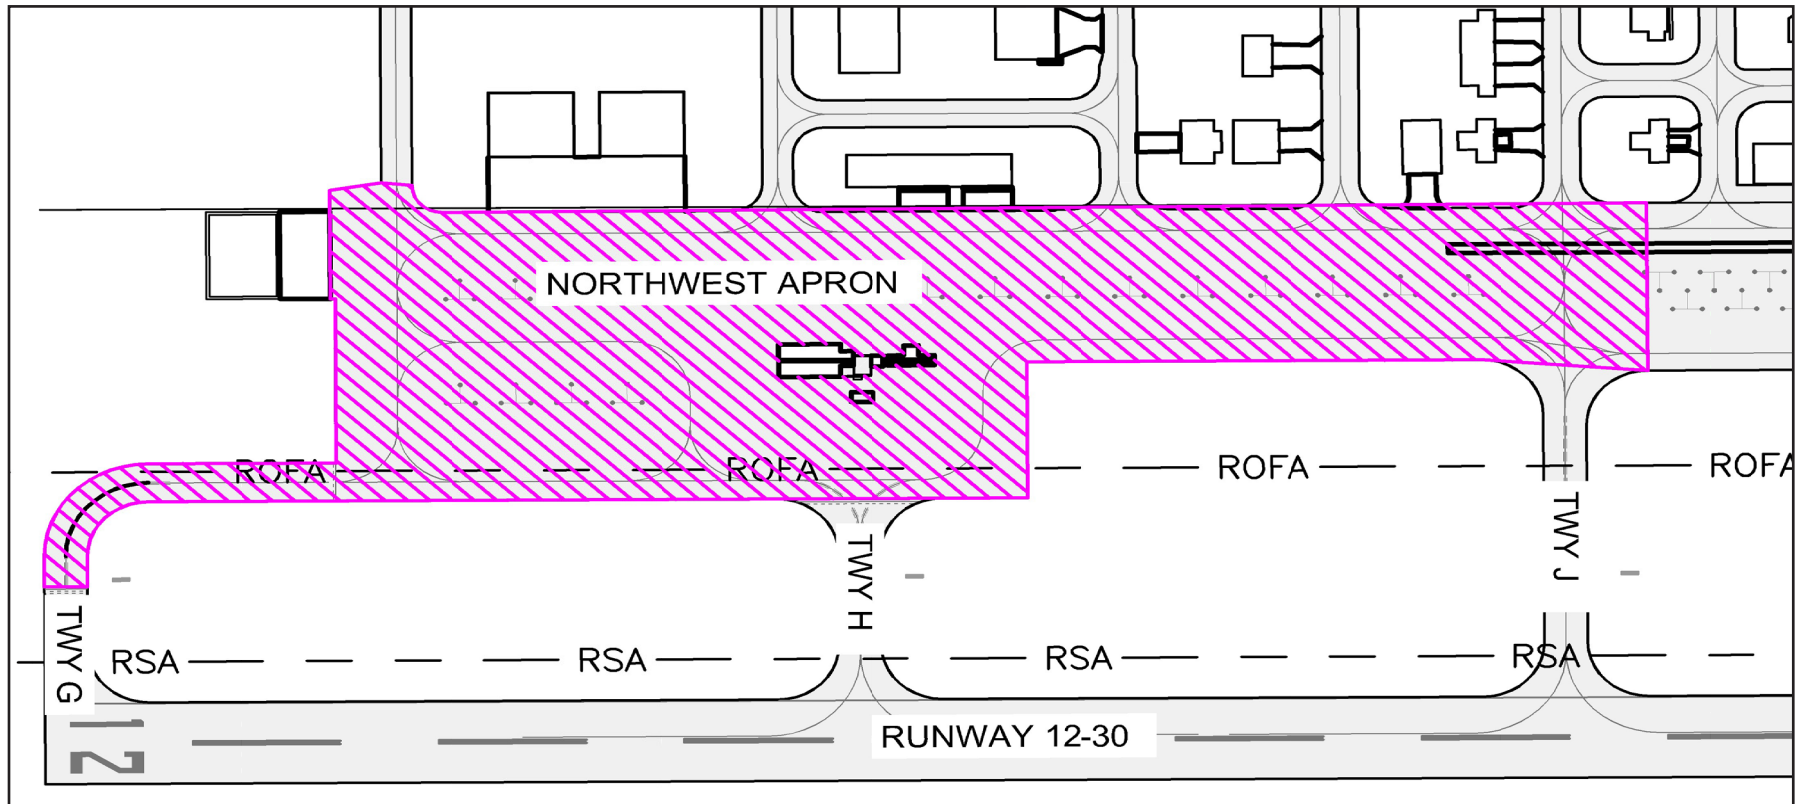 NORTHWEST APRON
ROFA
ROFA
ROFA
ROFA
TWY G
TWY H
TWY J
RSA
RSA
RSA
RSA
RUNWAY 12-30
12